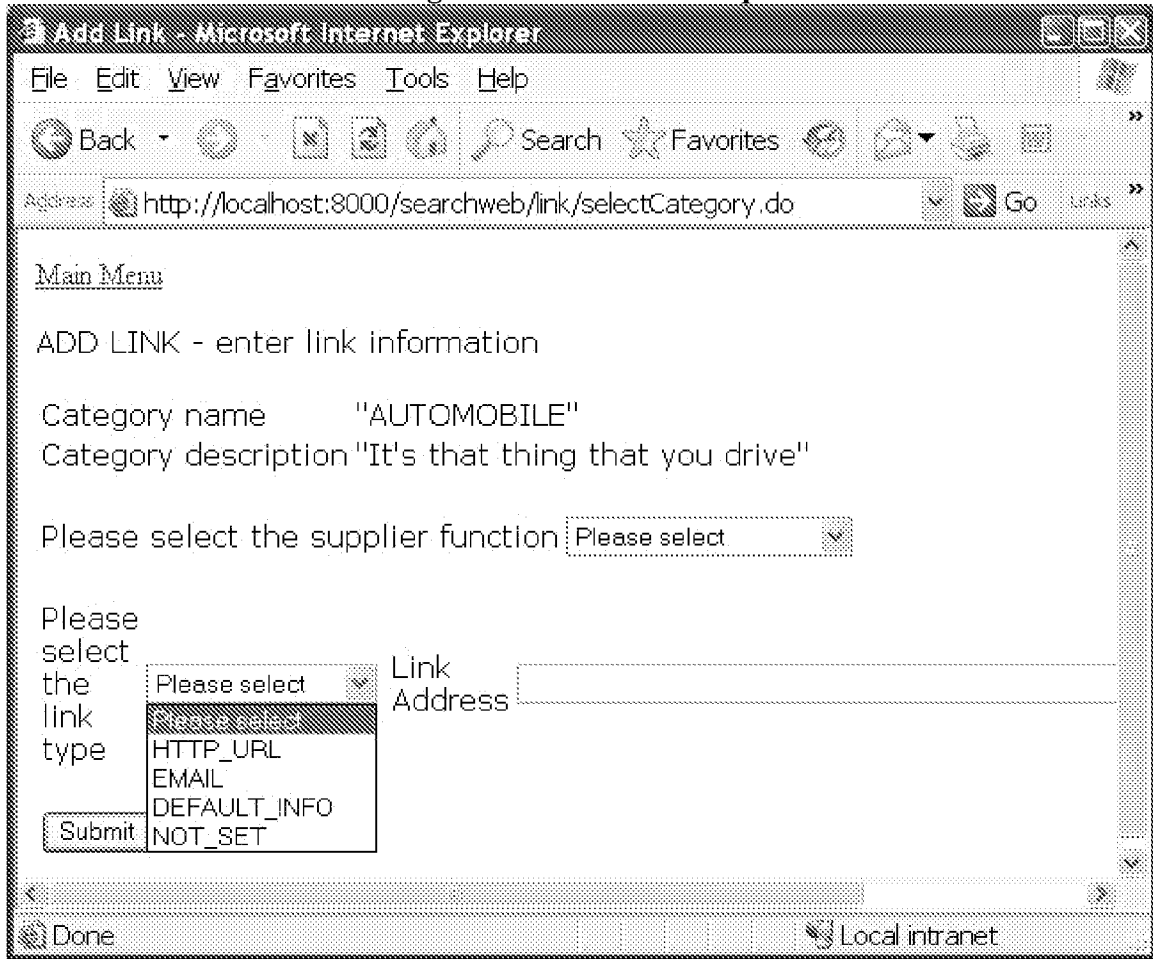 Add Link - Microsoft Internet Explorer
File Edit View Favorites Tools Help
Back Search Favorites »
Address http://localhost:8000/searchweb/link/selectCategory.do Go Links »
Main Menu
ADD LINK - enter link information
Category name "AUTOMOBILE"
Category description "It's that thing that you drive"
Please select the supplier function Please select
Please
select
the
link
type
Please select
Link
Address
Please select
HTTP_URL
EMAIL
DEFAULT_INFO
NOT_SET
Submit
Done Local intranet